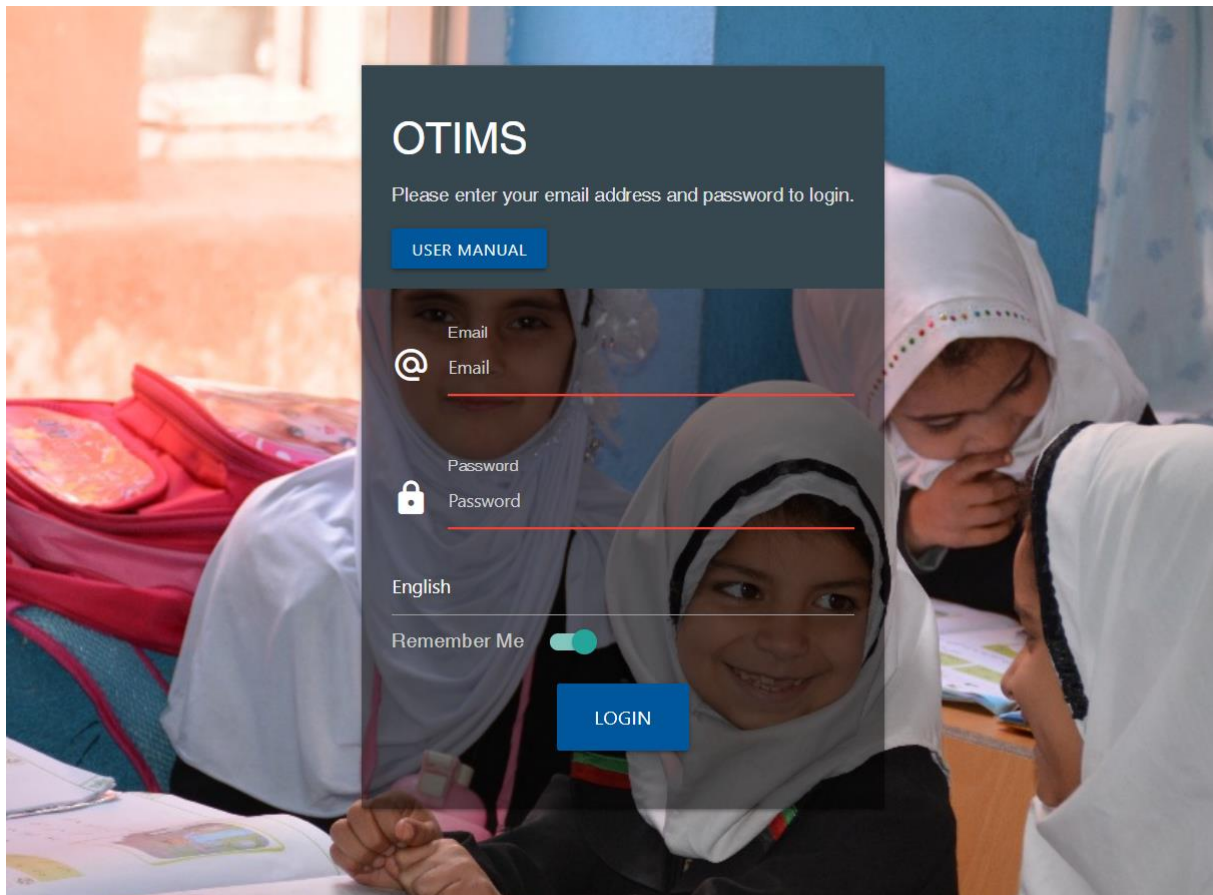 OTIMS
Please enter your email address and password to login.
USER MANUAL
Email
Email
Password
Password
English
Remember Me
LOGIN